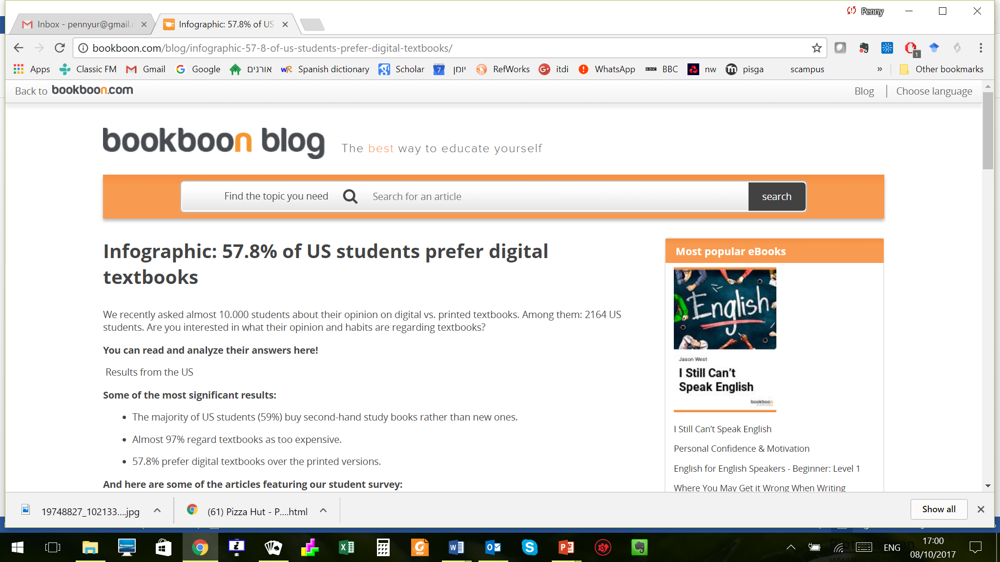 Penny
Inbox - pennyur@gmail.c
Infographic: 57.8% of US
bookboon.com/blog/infographic-57-8-of-us-students-prefer-digital-textbooks/
1
Apps Classic FM Gmail Google אורנים Spanish dictionary Scholar 7 יומן RefWorks itdi WhatsApp BBC nw pisga scampus » Other bookmarks
Back to bookboon.com Blog | Choose language
bookboon blog The best way to educate yourself
Find the topic you need Search for an article search
Infographic: 57.8% of US students prefer digital
textbooks
We recently asked almost 10.000 students about their opinion on digital vs. printed textbooks. Among them: 2164 US
students. Are you interested in what their opinion and habits are regarding textbooks?
You can read and analyze their answers here!
Results from the US
Some of the most significant results:
• The majority of US students (59%) buy second-hand study books rather than new ones.
• Almost 97% regard textbooks as too expensive.
• 57.8% prefer digital textbooks over the printed versions.
And here are some of the articles featuring our student survey:
Most popular eBooks
English
Jason West
I Still Can't
Speak English
bookboon
I Still Can't Speak English
Personal Confidence & Motivation
English for English Speakers - Beginner: Level 1
Where You May Get it Wrong When Writing
19748827_102133....jpg
(61) Pizza Hut - P....html
Show all
lenovo
PDF
ENG
17:00
08/10/2017